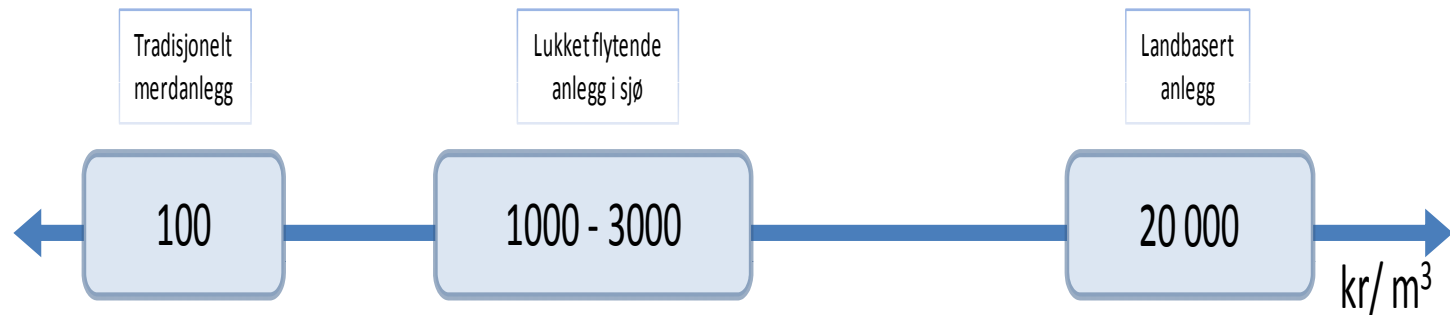 Tradisjonelt
merdanlegg
Lukket flytende
anlegg i sjø
Landbasert
anlegg
100
1000 - 3000
20 000
kr/ m³